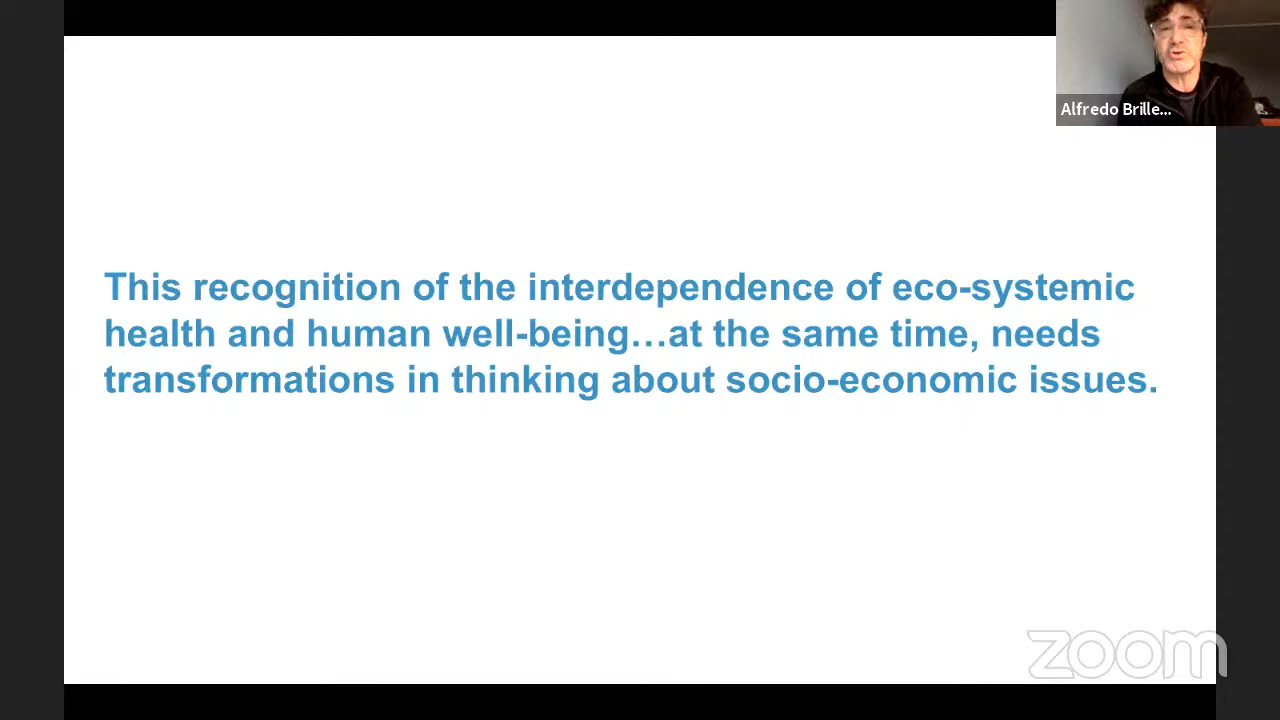 Alfredo Brille...
This recognition of the interdependence of eco-systemic
health and human well-being…at the same time, needs
transformations in thinking about socio-economic issues.
zoom